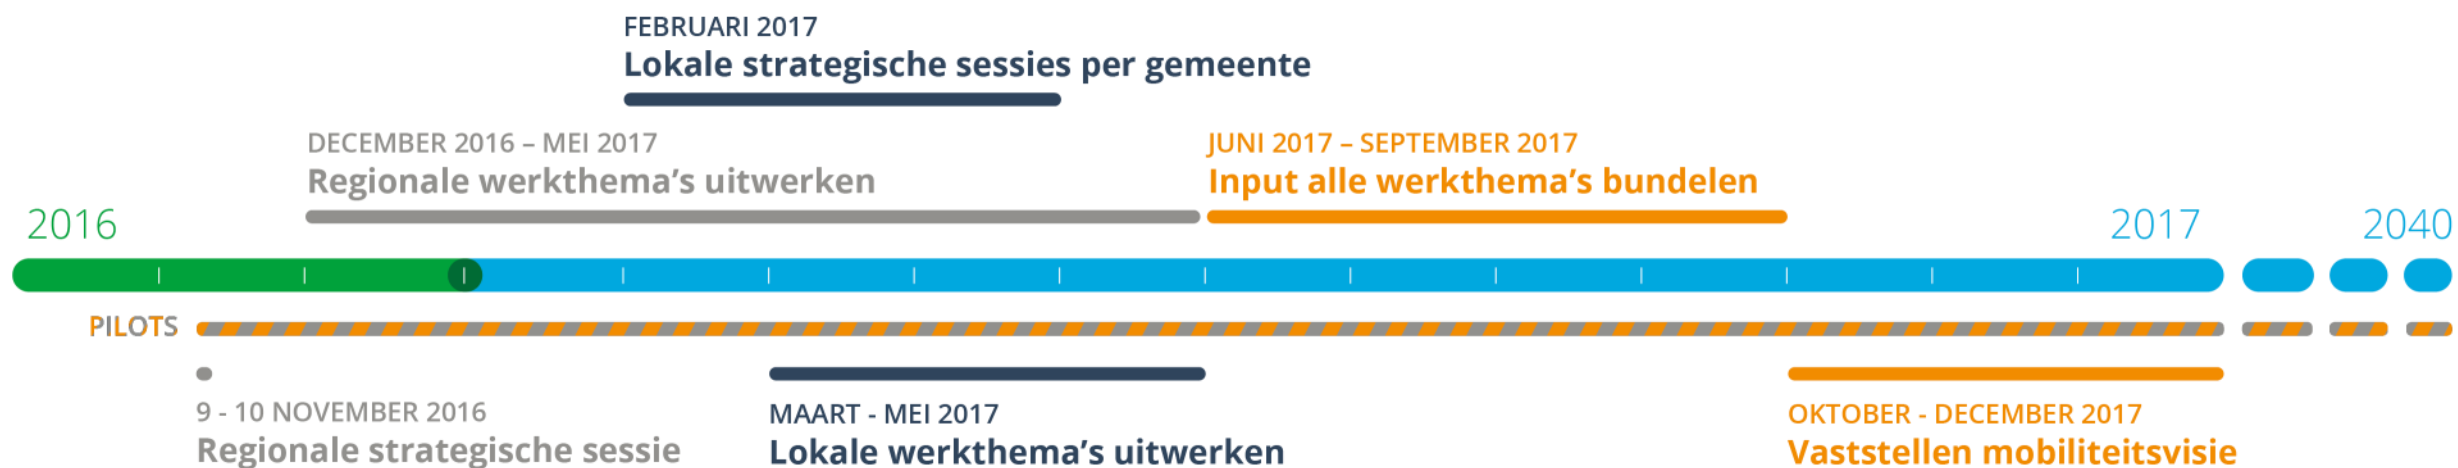 FEBRUARI 2017
Lokale strategische sessies per gemeente
DECEMBER 2016 – MEI 2017
Regionale werkthema’s uitwerken
JUNI 2017 – SEPTEMBER 2017
Input alle werkthema’s bundelen
2016
2017
2040
PILOTS
9 - 10 NOVEMBER 2016
Regionale strategische sessie
MAART - MEI 2017
Lokale werkthema’s uitwerken
OKTOBER - DECEMBER 2017
Vaststellen mobiliteitsvisie